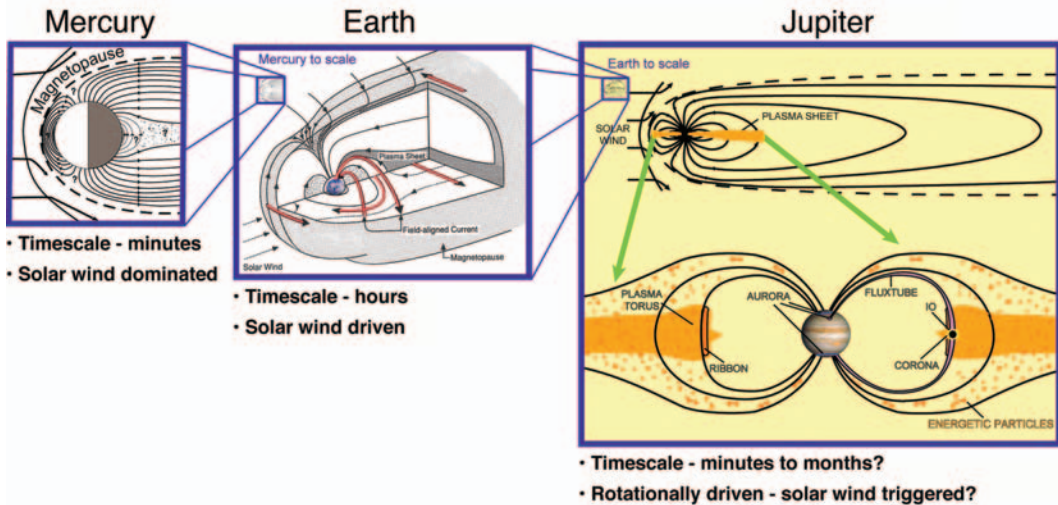 Mercury
Earth
Jupiter
Magnetopause
?
?
?
?
?
Mercury to scale
Plasma Sheet
?
Field-aligned Current
Magnetopause
Solar Wind
Earth to scale
SOLAR
WIND
PLASMA SHEET
PLASMA
TORUS
AURORA
FLUXTUBE
IO
RIBBON
CORONA
ENERGETIC PARTICLES
• Timescale - minutes
• Solar wind dominated
• Timescale - hours
• Solar wind driven
• Timescale - minutes to months?
• Rotationally driven - solar wind triggered?